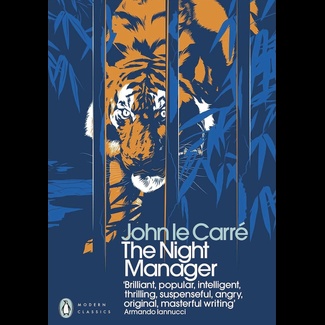 John le Carré
The Night
Manager
'Brilliant, popular, intelligent,
thrilling, suspenseful, angry,
original, masterful writing'
Armando Iannucci
MODERN
CLASSICS